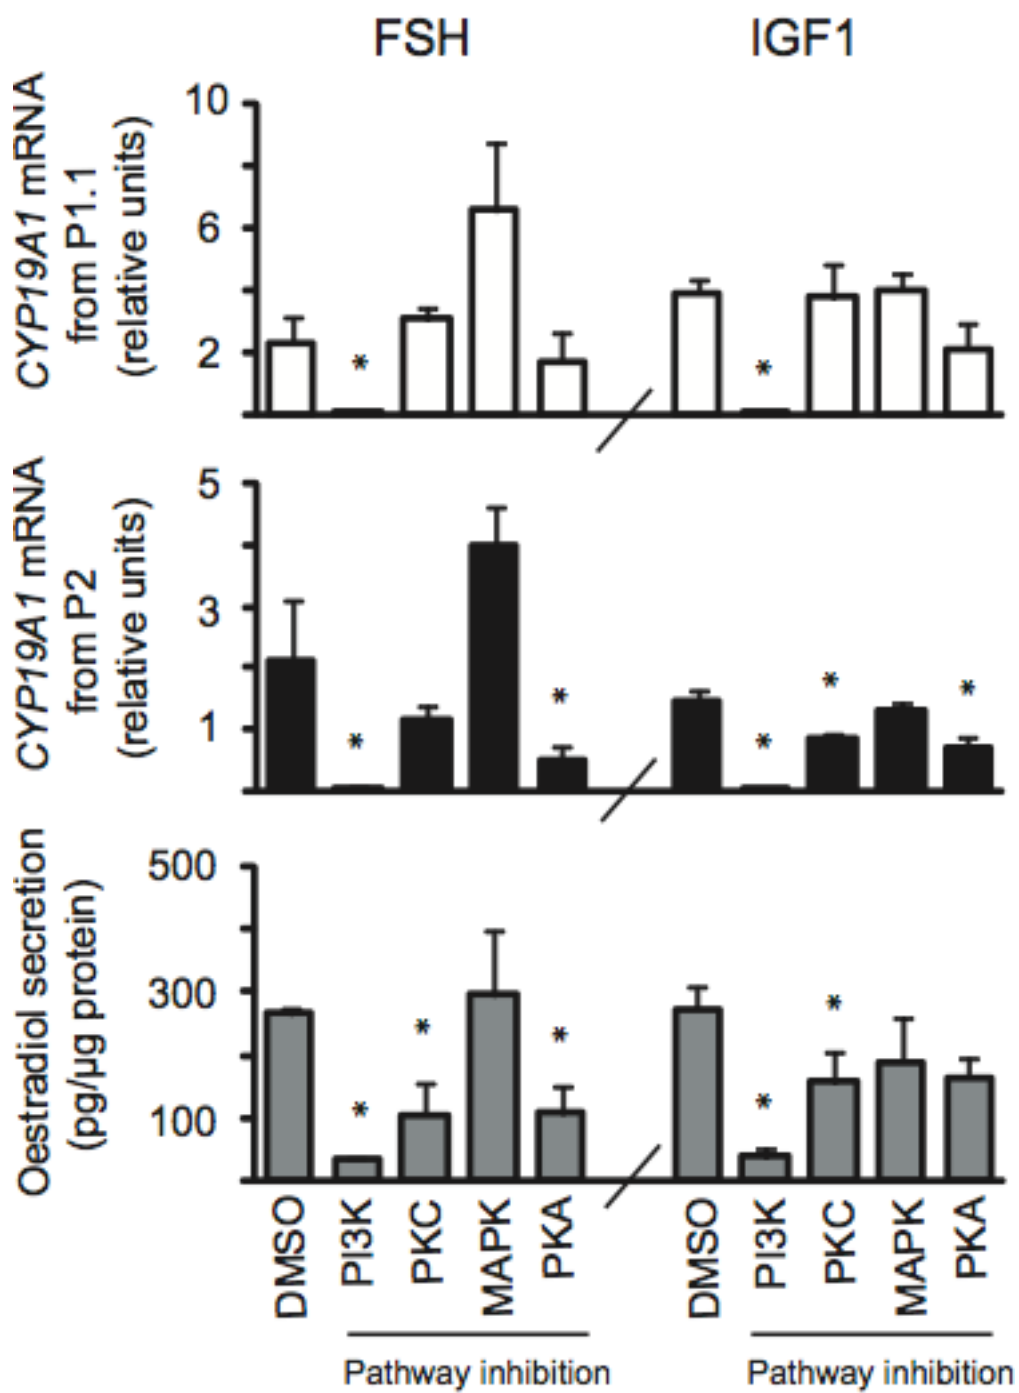 FSH IGF1
CYP19A1 mRNA
from P1.1
(relative units)
10
6
2
* *
CYP19A1 mRNA
from P2
(relative units)
5
3
1
* * * * *
Oestradiol secretion
(pg/µg protein)
500
300
100
* * * * *
DMSO PI3K PKC MAPK PKA DMSO PI3K PKC MAPK PKA
Pathway inhibition Pathway inhibition